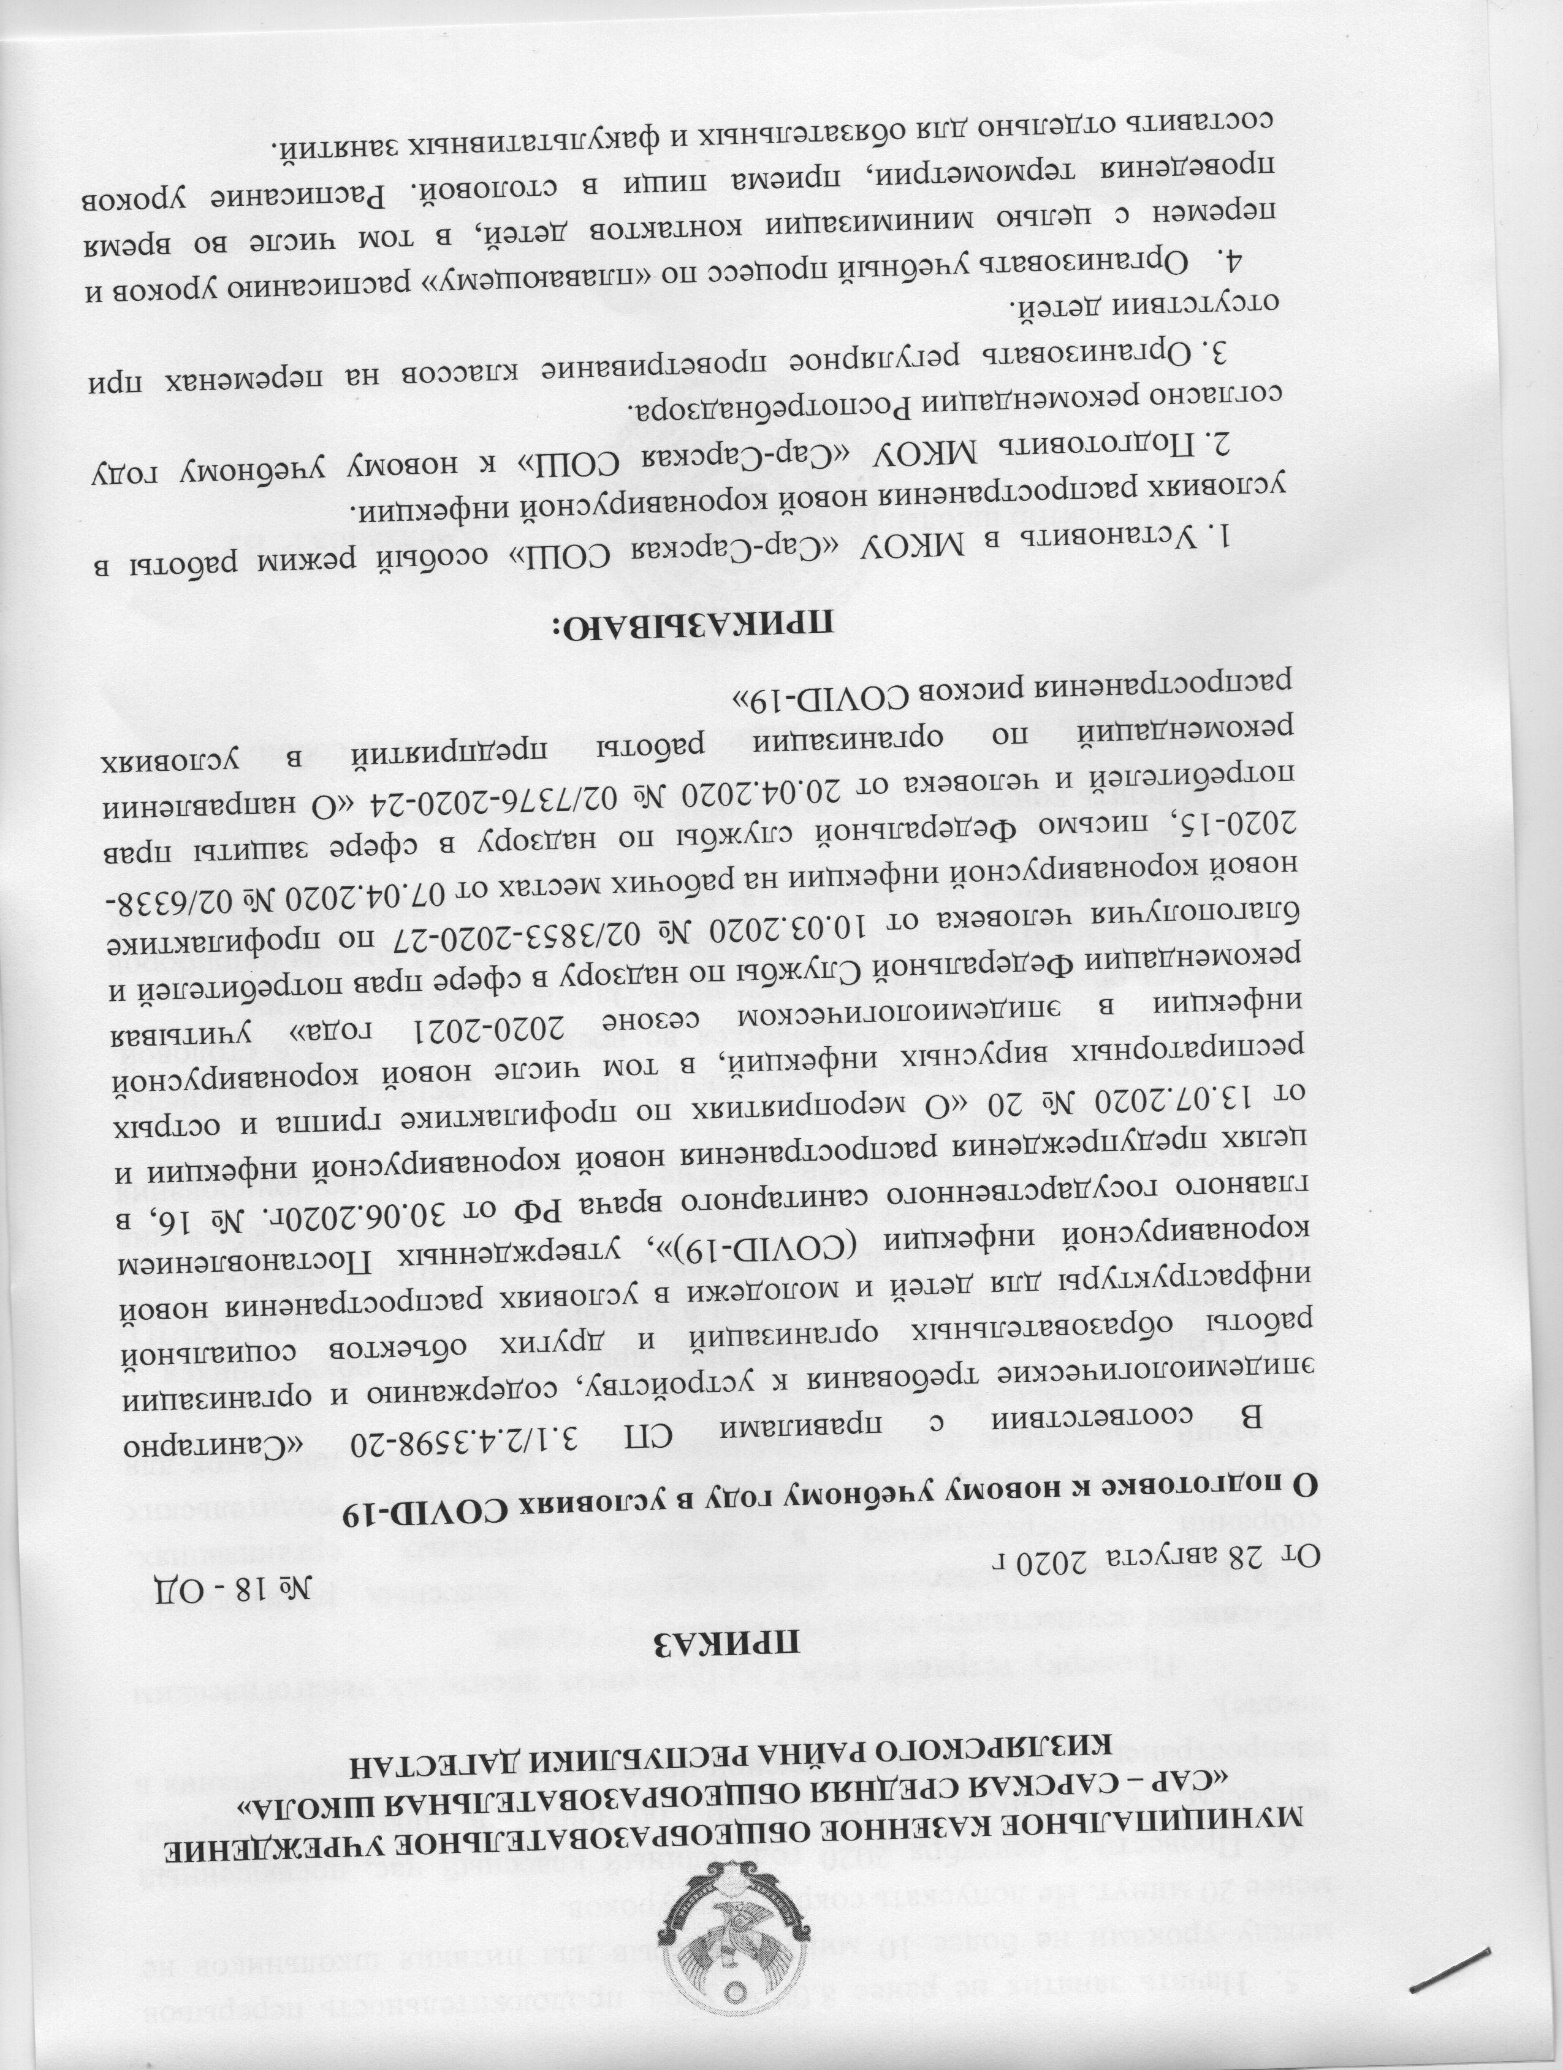 МУНИЦИПАЛЬНОЕ КАЗЕННОЕ ОБЩЕОБРАЗОВАТЕЛЬНОЕ УЧРЕЖДЕНИЕ
«САР – САРСКАЯ СРЕДНЯЯ ОБЩЕОБРАЗОВАТЕЛЬНАЯ ШКОЛА»
КИЗЛЯРСКОГО РАЙНА РЕСПУБЛИКИ ДАГЕСТАН
ПРИКАЗ
От 28 августа 2020 г № 18 - ОД
О подготовке к новому учебному году в условиях COVID-19
В соответствии с правилами СП 3.1/2.4.3598-20 «Санитарно
эпидемиологические требования к устройству, содержанию и организации
работы образовательных организаций и других объектов социальной
инфраструктуры для детей и молодежи в условиях распространения новой
коронавирусной инфекции (COVID-19)», утвержденных Постановлением
главного государственного санитарного врача РФ от 30.06.2020г. № 16, в
целях предупреждения распространения новой коронавирусной инфекции и
от 13.07.2020 № 20 «О мероприятиях по профилактике гриппа и острых
респираторных вирусных инфекций, в том числе новой коронавирусной
инфекции в эпидемиологическом сезоне 2020-2021 года» учитывая
рекомендации Федеральной Службы по надзору в сфере прав потребителей и
благополучия человека от 10.03.2020 № 02/3853-2020-27 по профилактике
новой коронавирусной инфекции на рабочих местах от 07.04.2020 № 02/6338-
2020-15, письмо Федеральной службы по надзору в сфере защиты прав
потребителей и человека от 20.04.2020 № 02/7376-2020-24 «О направлении
рекомендаций по организации работы предприятий в условиях
распространения рисков COVID-19»
ПРИКАЗЫВАЮ:
1. Установить в МКОУ «Сар-Сарская СОШ» особый режим работы в
условиях распространения новой коронавирусной инфекции.
2. Подготовить МКОУ «Сар-Сарская СОШ» к новому учебному году
согласно рекомендации Роспотребнадзора.
3. Организовать регулярное проветривание классов на переменах при
отсутствии детей.
4. Организовать учебный процесс по «плавающему» расписанию уроков и
перемен с целью минимизации контактов детей, в том числе во время
проведения термометрии, приема пищи в столовой. Расписание уроков
составить отдельно для обязательных и факультативных занятий.